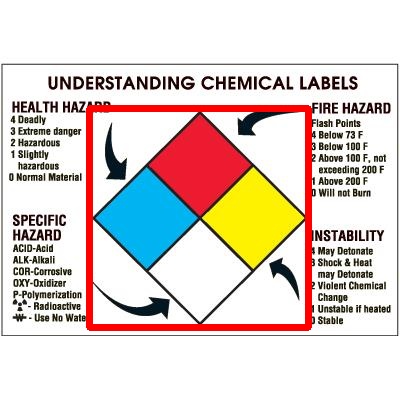 UNDERSTANDING CHEMICAL LABELS
HEALTH HAZARD
4 Deadly
3 Extreme danger
2 Hazardous
1 Slightly
hazardous
0 Normal Material
FIRE HAZARD
Flash Points
4 Below 73 F
3 Below 100 F
2 Above 100 F, not
exceeding 200 F
1 Above 200 F
0 Will not Burn
SPECIFIC
HAZARD
ACID-Acid
ALK-Alkali
COR-Corrosive
OXY-Oxidizer
P-Polymerization
- Radioactive
W - Use No Water
INSTABILITY
4 May Detonate
3 Shock & Heat
may Detonate
2 Violent Chemical
Change
1 Unstable if heated
0 Stable